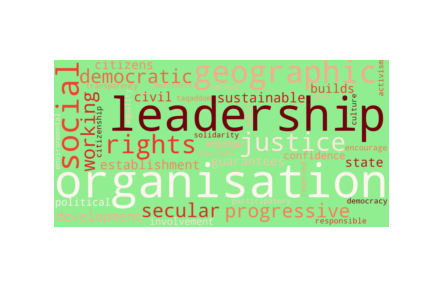 citizens
democratic
geographic
activism
social
working
citizenship
civil
sustainable
builds
culture
leadership
rights
solidarity
justice
encourage
establishment
guarantees
confidence
state
organisation
political
development
secular
involvement
progressive
participatory
democracy
responsible